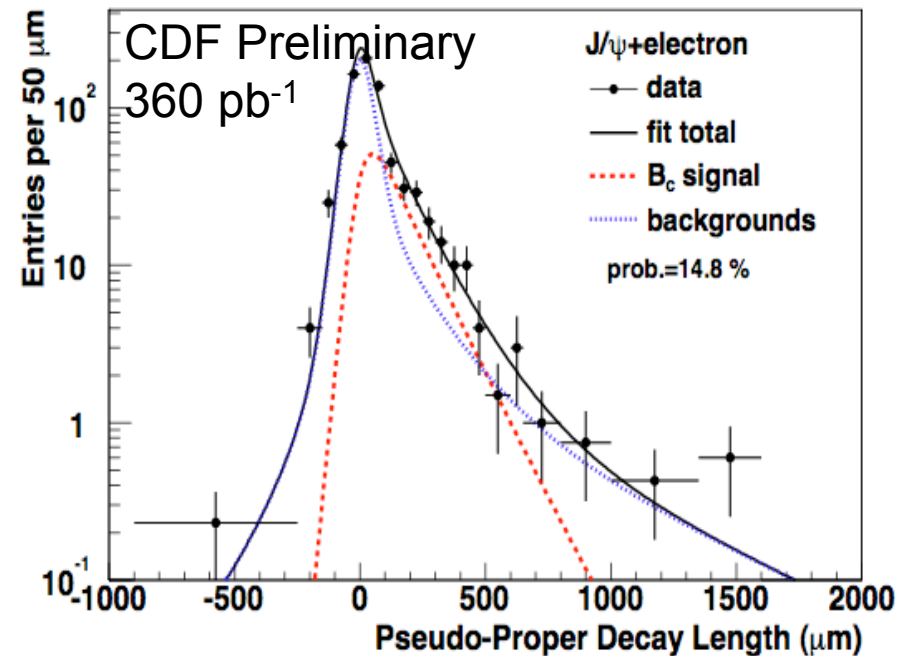 CDF Preliminary
360 pb-1
J/ψ+electron
data
fit total
Bc signal
backgrounds
prob.=14.8 %
Entries per 50 μm
10²
10
1
10-1
-1000 -500 0 500 1000 1500 2000
Pseudo-Proper Decay Length (μm)